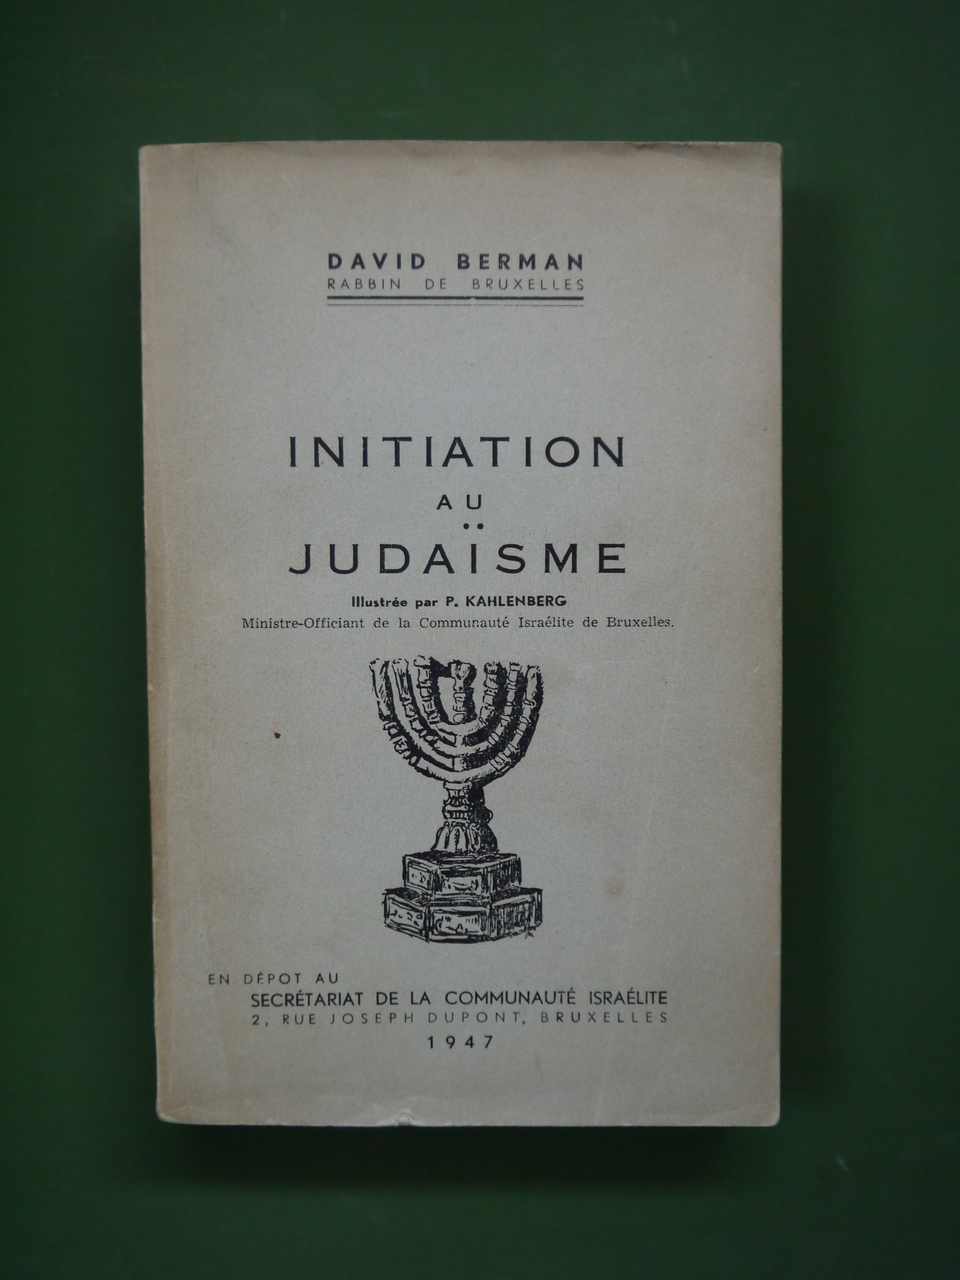 DAVID BERMAN
RABBIN DE BRUXELLES
INITIATION
AU
JUDAÏSME
Illustrée par P. KAHLENBERG
Ministre-Officiant de la Communauté Israélite de Bruxelles.
EN DÉPOT AU
SECRÉTARIAT DE LA COMMUNAUTÉ ISRAÉLITE
2, RUE JOSEPH DUPONT, BRUXELLES
1947